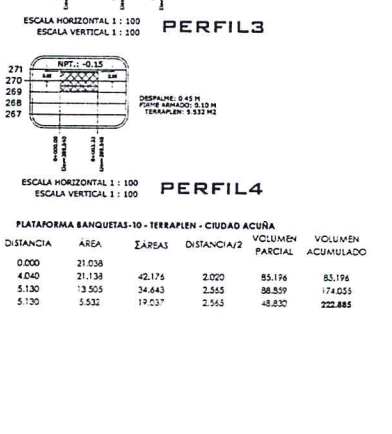 ESCALA HORIZONTAL 1 : 100
ESCALA VERTICAL 1 : 100
PERFIL3
NPT.: -0.15
271
270
269
268
267
DESPALME: 0.45 M
FIRME ARMADO: 0.10 M
TERRAPLEN: 5.532 M2
ESCALA HORIZONTAL 1 : 100
ESCALA VERTICAL 1 : 100
PERFIL4
PLATAFORMA BANQUETAS-10 - TERRAPLEN - CIUDAD ACUÑA
DISTANCIA ÁREA ΣÁREAS DISTANCIA/2 VOLUMEN PARCIAL VOLUMEN ACUMULADO
0.000 21.038
4.040 21.138 42.176 2.020 85.196 85.196
5.130 13.505 34.643 2.565 88.859 174.055
5.130 5.532 19.037 2.565 48.830 222.885